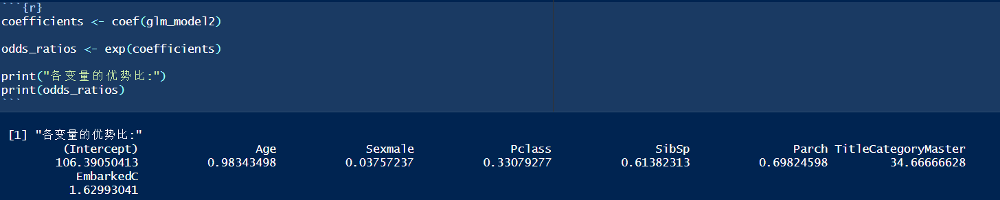 ```{r}
coefficients <- coef(glm_model2)
odds_ratios <- exp(coefficients)
print("各变量的优势比:")
print(odds_ratios)
```
[1] "各变量的优势比:"
(Intercept) Age Sexmale Pclass SibSp Parch TitleCategoryMaster
106.39050413 0.98343498 0.03757237 0.33079277 0.61382313 0.69824598 34.66666628
EmbarkedC
1.62993041